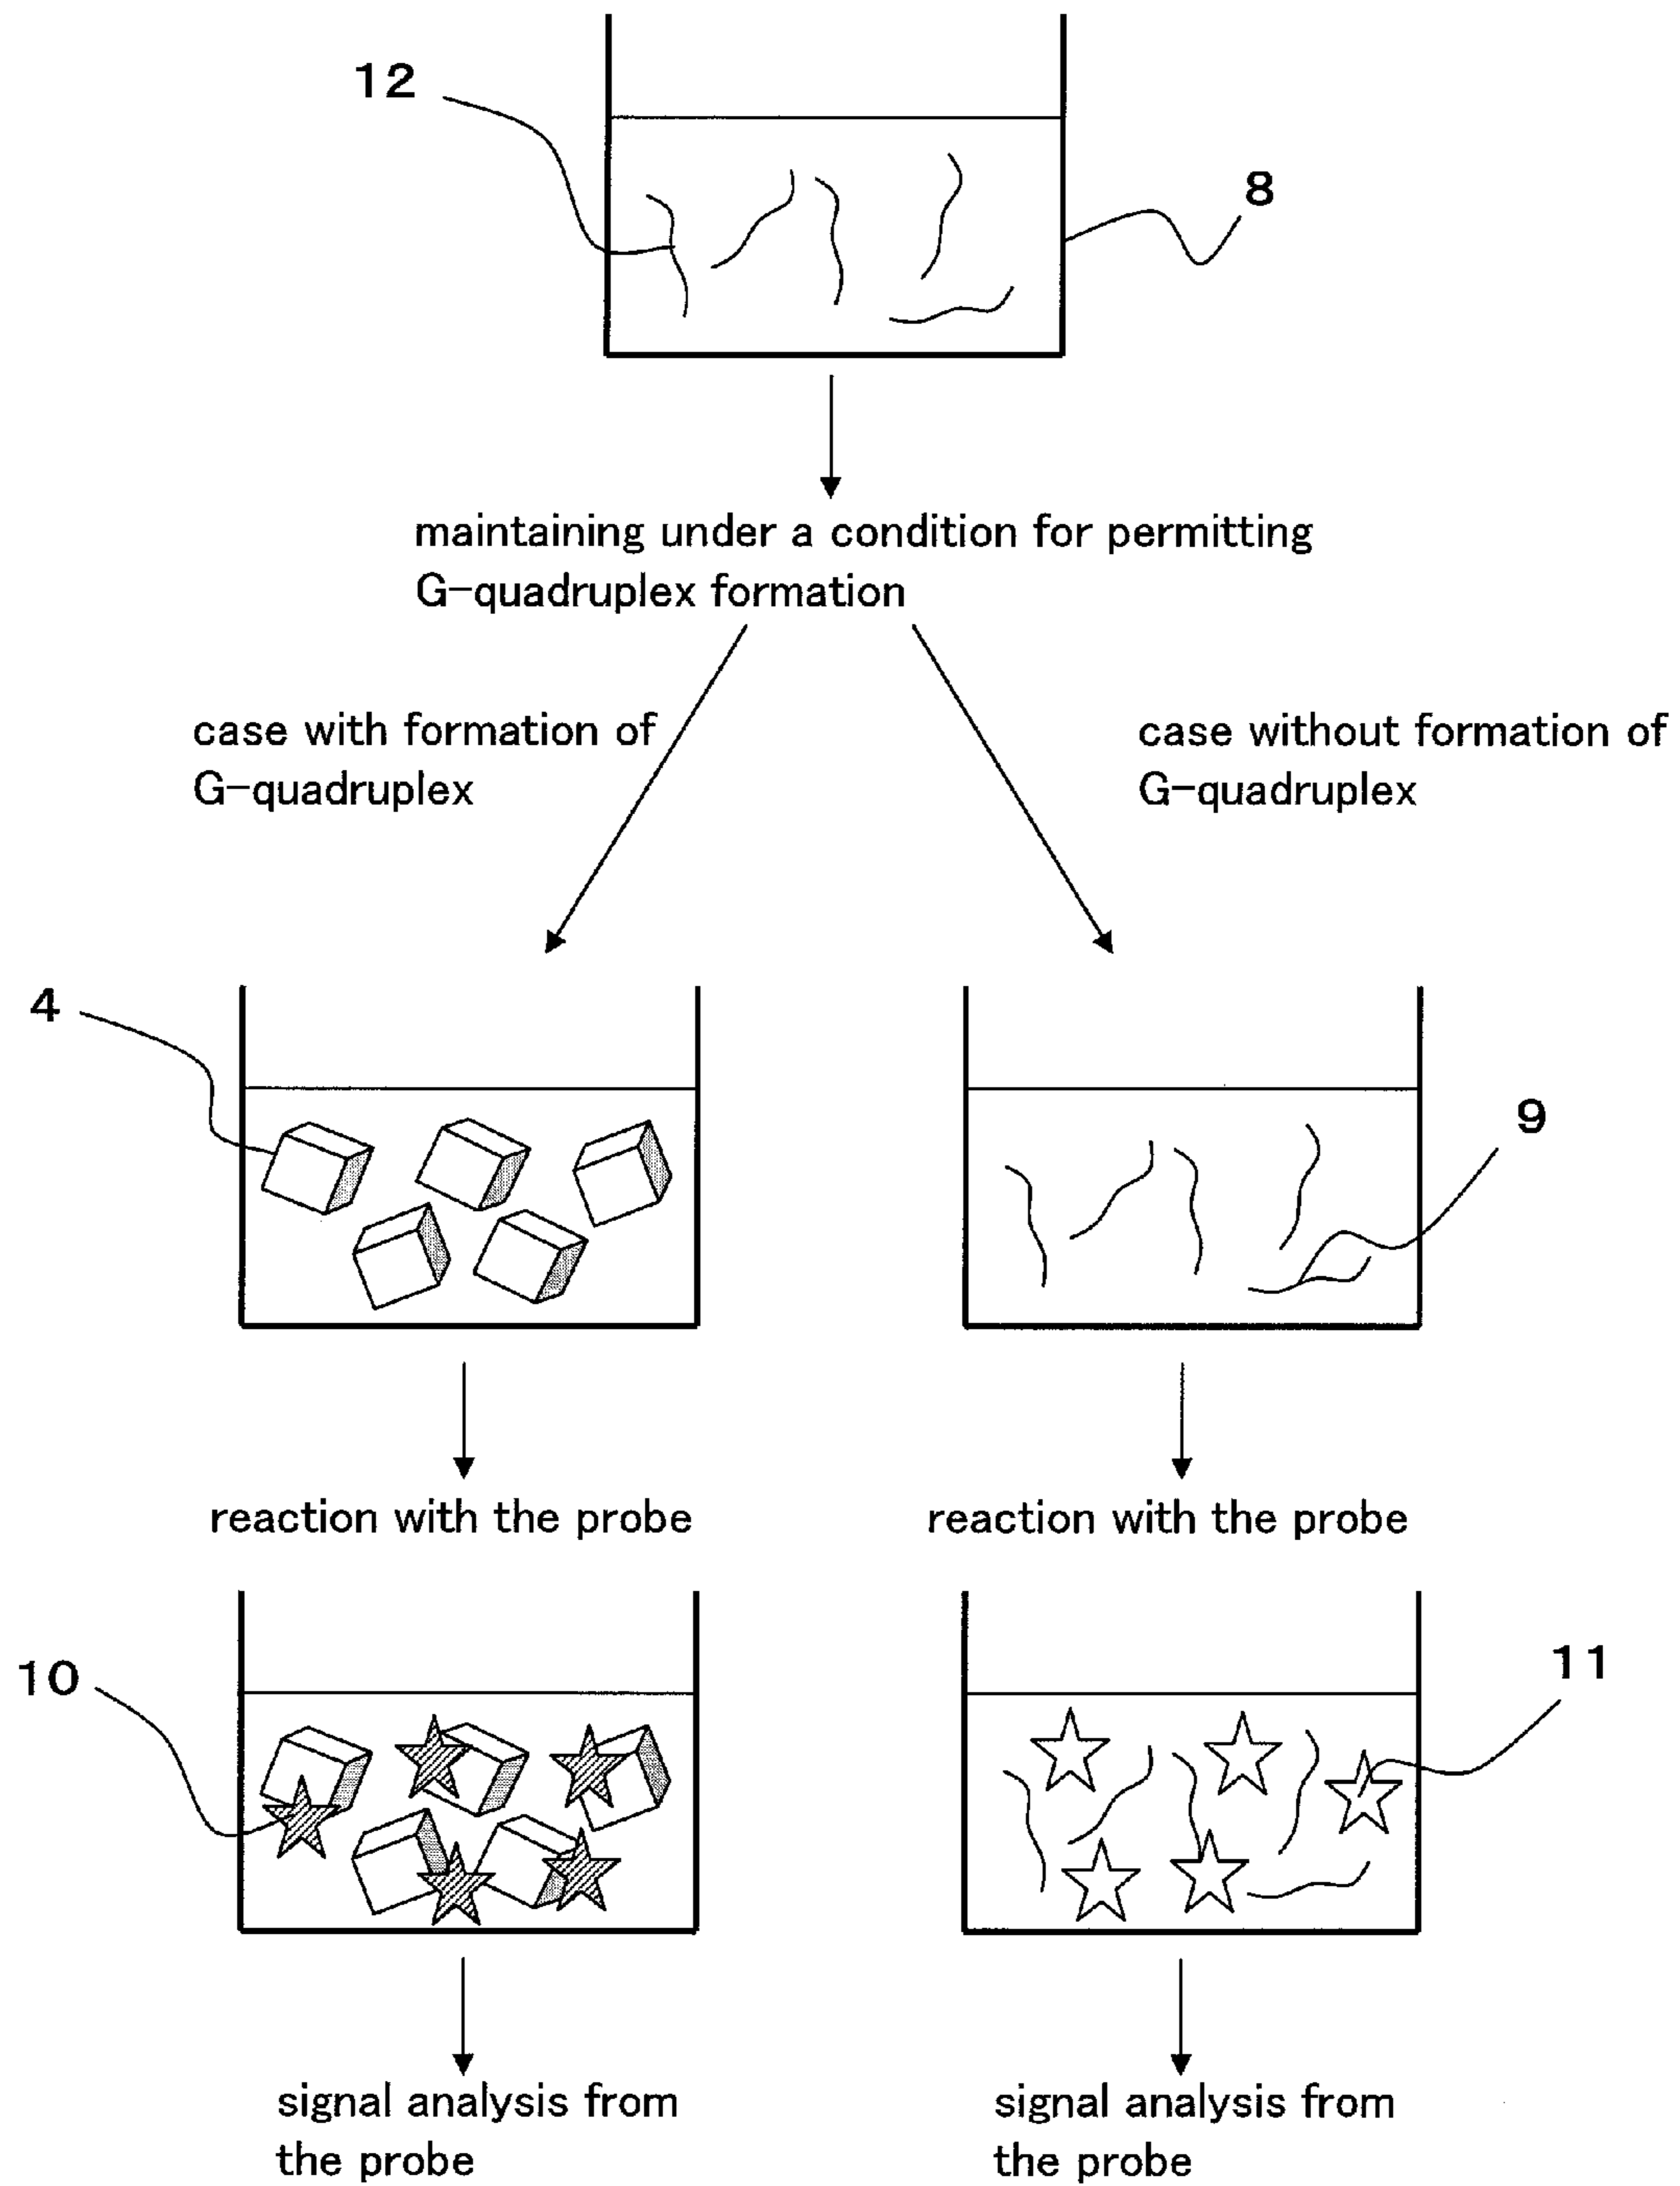 12
8
maintaining under a condition for permitting
G-quadruplex formation
case with formation of
G-quadruplex
case without formation of
G-quadruplex
4
9
reaction with the probe
reaction with the probe
10
11
signal analysis from
the probe
signal analysis from
the probe